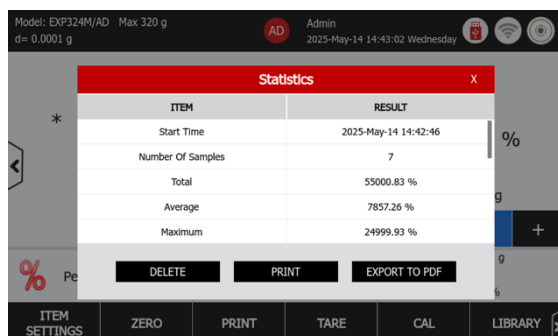 Model: EXP324M/AD Max 320 g
d= 0.0001 g
AD
Admin
2025-May-14 14:43:02 Wednesday
Statistics X
ITEM RESULT
Start Time 2025-May-14 14:42:46
Number Of Samples 7
Total 55000.83 %
Average 7857.26 %
Maximum 24999.93 %
DELETE PRINT EXPORT TO PDF
*
%
g
+
g
% Pe
%
ITEM SETTINGS ZERO PRINT TARE CAL LIBRARY